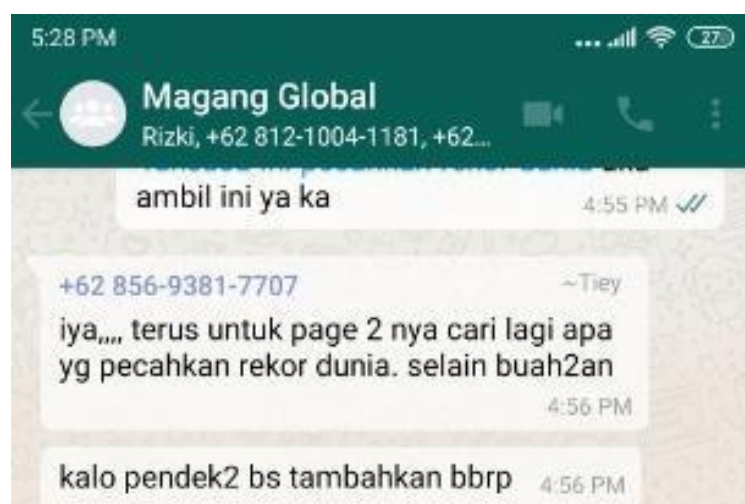 5:28 PM
27
Magang Global
Rizki, +62 812-1004-1181, +62...
ambil ini ya ka
4:55 PM
+62 856-9381-7707 ~Tiey
iya,,,, terus untuk page 2 nya cari lagi apa
yg pecahkan rekor dunia. selain buah2an
4:56 PM
kalo pendek2 bs tambahkan bbrp 4:56 PM